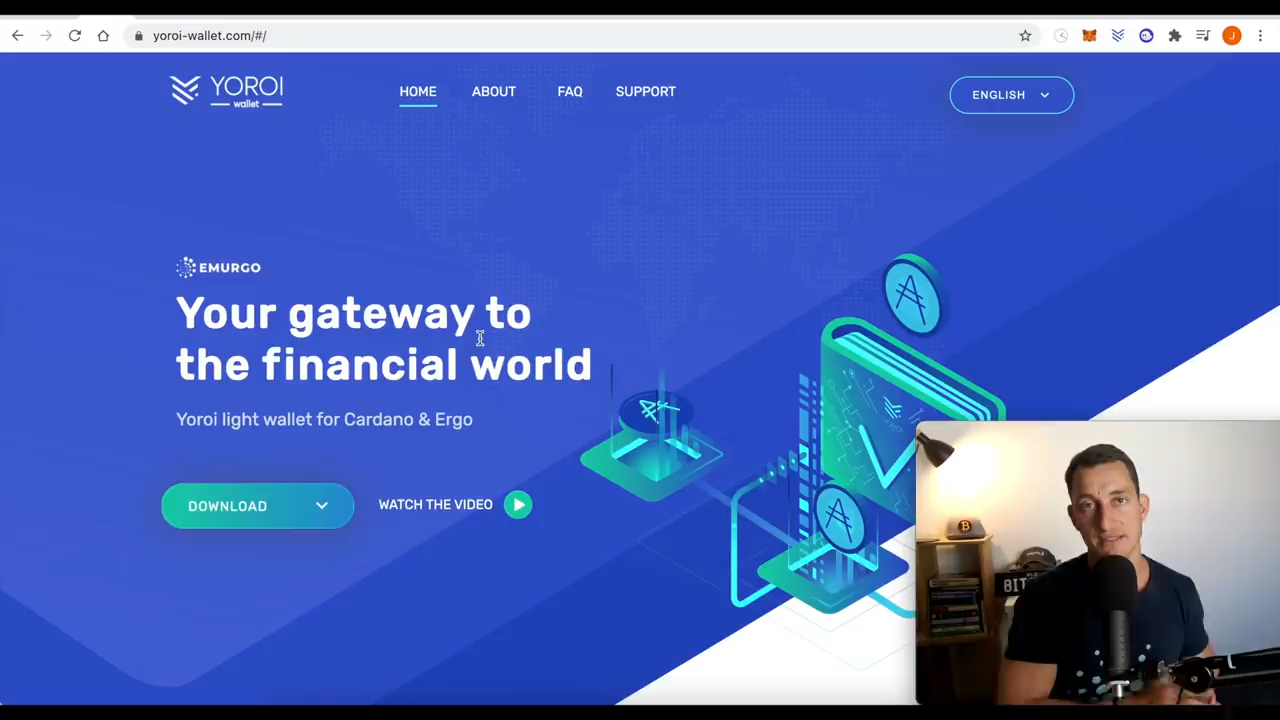 yoroi-wallet.com/#/
J
YOROI
wallet
HOME
ABOUT
FAQ
SUPPORT
ENGLISH
EMURGO
Your gateway to
the financial world
Yoroi light wallet for Cardano & Ergo
DOWNLOAD
WATCH THE VIDEO
BIT